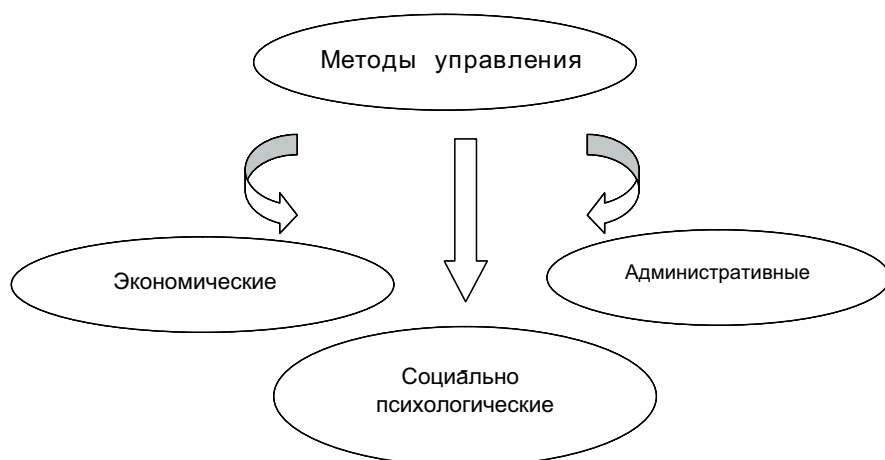 Методы управления
Экономические
Административные
Социально
психологические